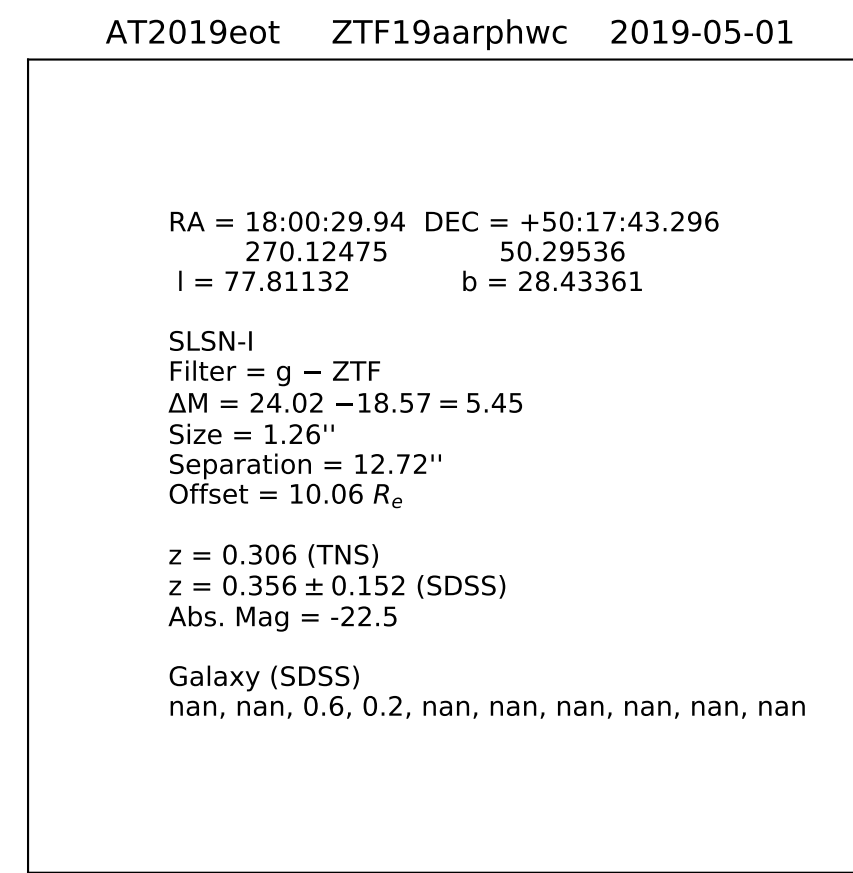 AT2019eot ZTF19aarphwc 2019-05-01
RA = 18:00:29.94 DEC = +50:17:43.296
270.12475 50.29536
l = 77.81132 b = 28.43361
SLSN-I
Filter = g − ZTF
ΔM = 24.02 −18.57 = 5.45
Size = 1.26''
Separation = 12.72''
Offset = 10.06 Rₑ
z = 0.306 (TNS)
z = 0.356 ± 0.152 (SDSS)
Abs. Mag = -22.5
Galaxy (SDSS)
nan, nan, 0.6, 0.2, nan, nan, nan, nan, nan, nan